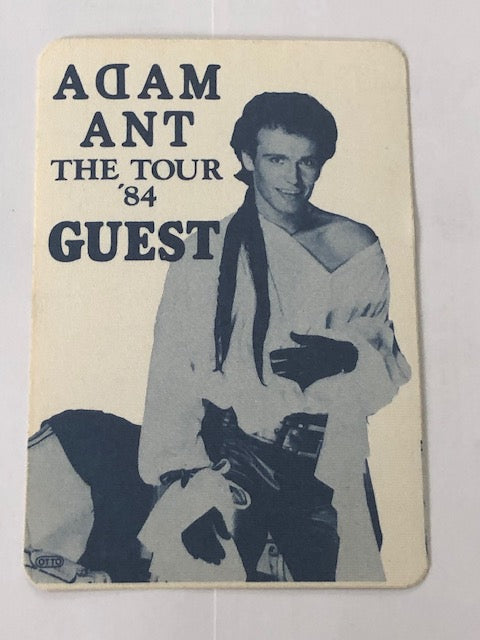 ADAM
ANT
THE TOUR
'84
GUEST
OTTO